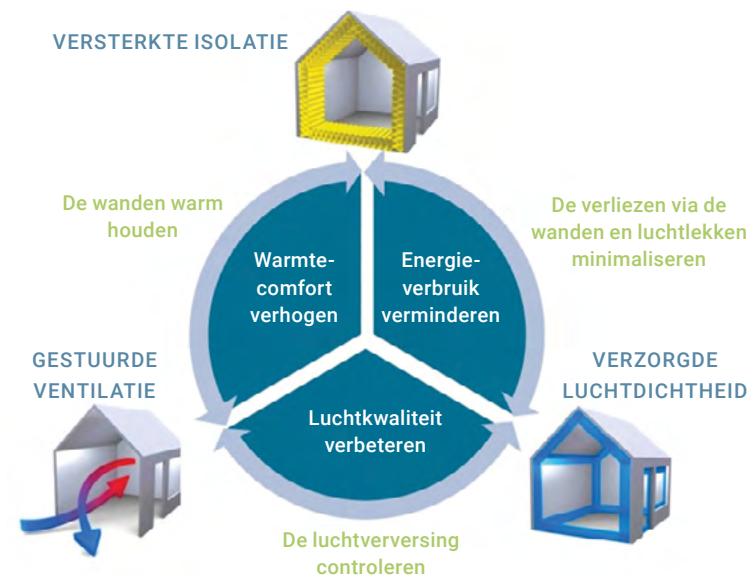 VERSTERKTE ISOLATIE
De wanden warm
houden
De verliezen via de
wanden en luchtlekken
minimaliseren
Warmte-
comfort
verhogen
Energie-
verbruik
verminderen
GESTUURDE
VENTILATIE
VERZORGDE
LUCHTDICHTHEID
Luchtkwaliteit
verbeteren
De luchtverversing
controleren